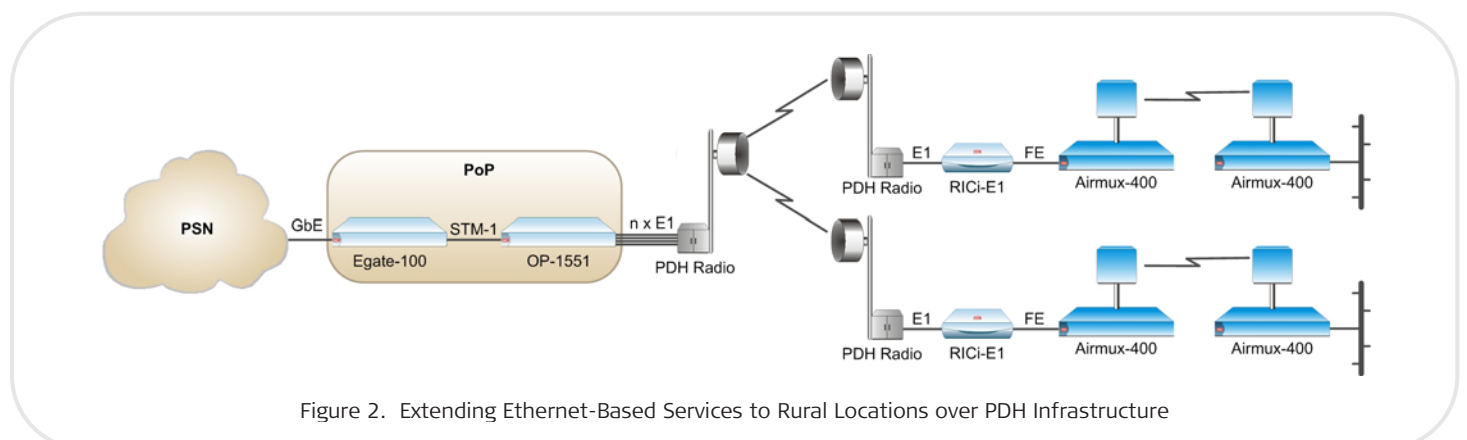 PSN
GbE
PoP
Egate-100
STM-1
OP-1551
n x E1
PDH Radio
PDH Radio
E1
RICi-E1
FE
Airmux-400
Airmux-400
PDH Radio
E1
RICi-E1
FE
Airmux-400
Airmux-400
Figure 2. Extending Ethernet-Based Services to Rural Locations over PDH Infrastructure